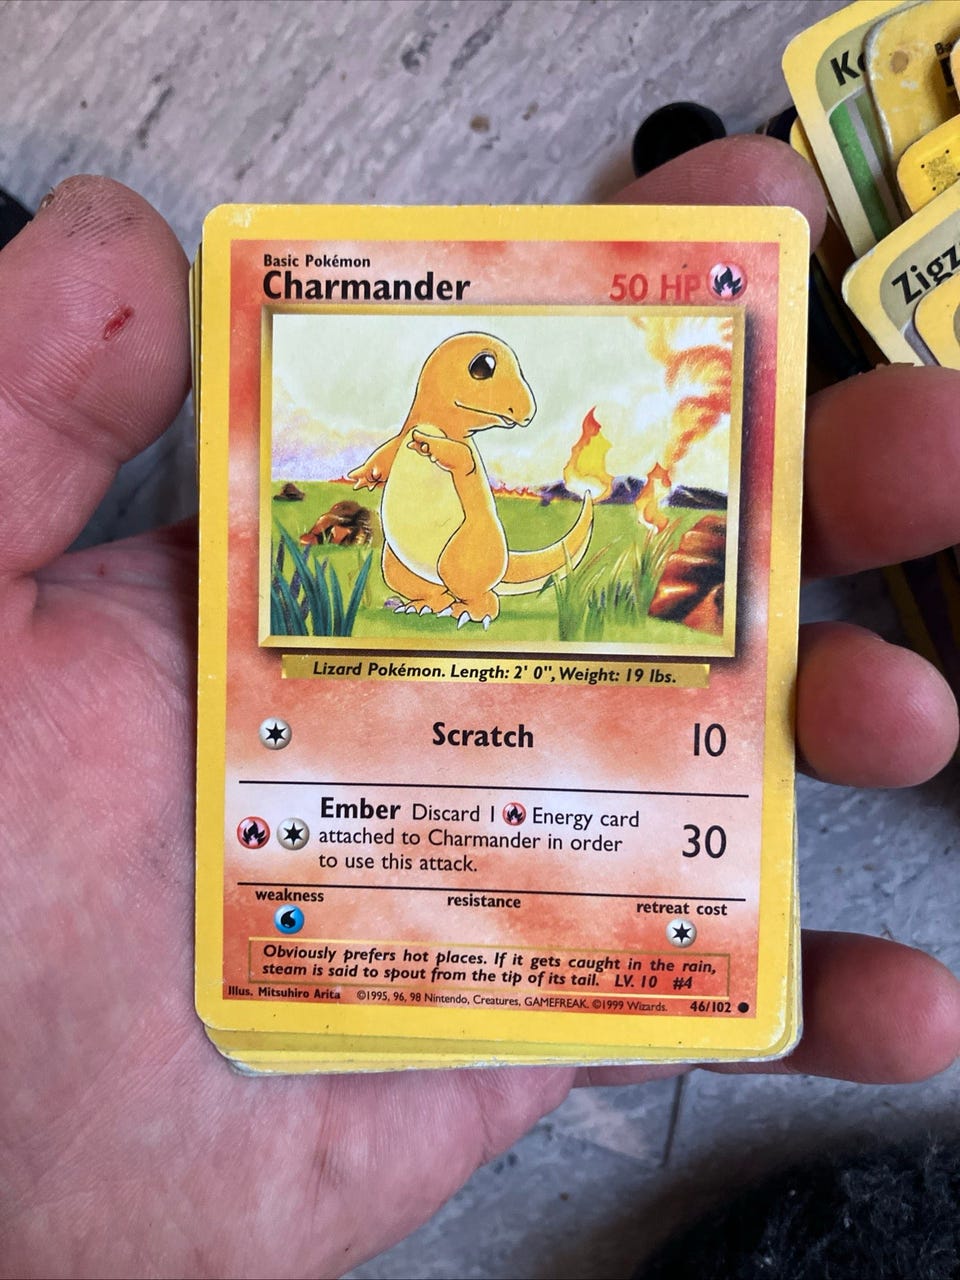 Basic Pokémon
Charmander
50 HP
Lizard Pokémon. Length: 2' 0", Weight: 19 lbs.
Scratch 10
Ember Discard 1 Energy card
attached to Charmander in order
to use this attack.
30
weakness resistance retreat cost
Obviously prefers hot places. If it gets caught in the rain,
steam is said to spout from the tip of its tail. LV. 10 #4
Illus. Mitsuhiro Arita ©1995, 96, 98 Nintendo, Creatures, GAMEFREAK. ©1999 Wizards. 46/102
Zigz